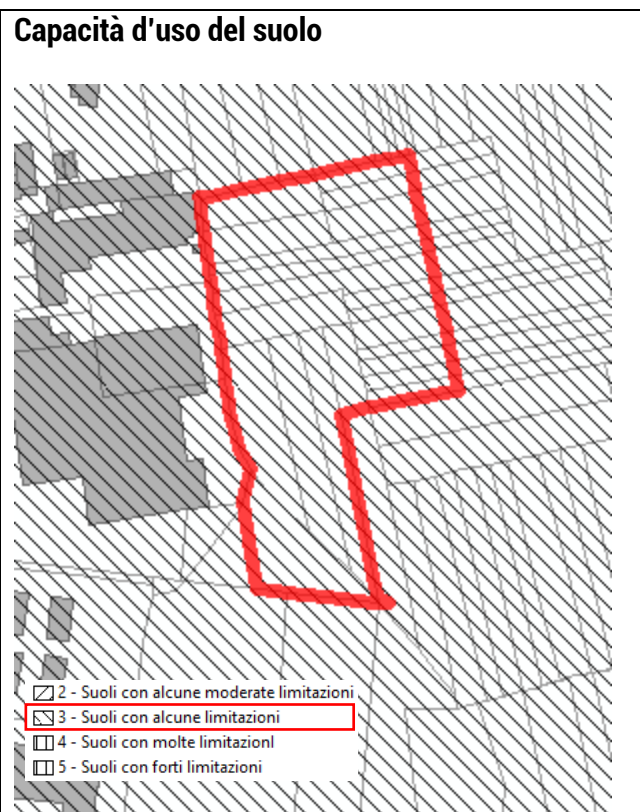 Capacità d'uso del suolo
2 - Suoli con alcune moderate limitazioni
3 - Suoli con alcune limitazioni
4 - Suoli con molte limitazionI
5 - Suoli con forti limitazioni